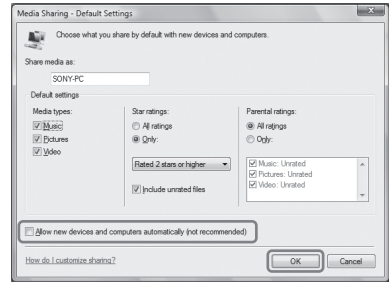 Media Sharing - Default Settings
Choose what you share by default with new devices and computers.
Share media as:
SONY-PC
Default settings
Media types:
Music
Pictures
Video
Star ratings:
All ratings
Only:
Rated 2 stars or higher
Include unrated files
Parental ratings:
All ratings
Only:
Music: Unrated
Pictures: Unrated
Video: Unrated
Allow new devices and computers automatically (not recommended)
How do I customize sharing?
OK
Cancel